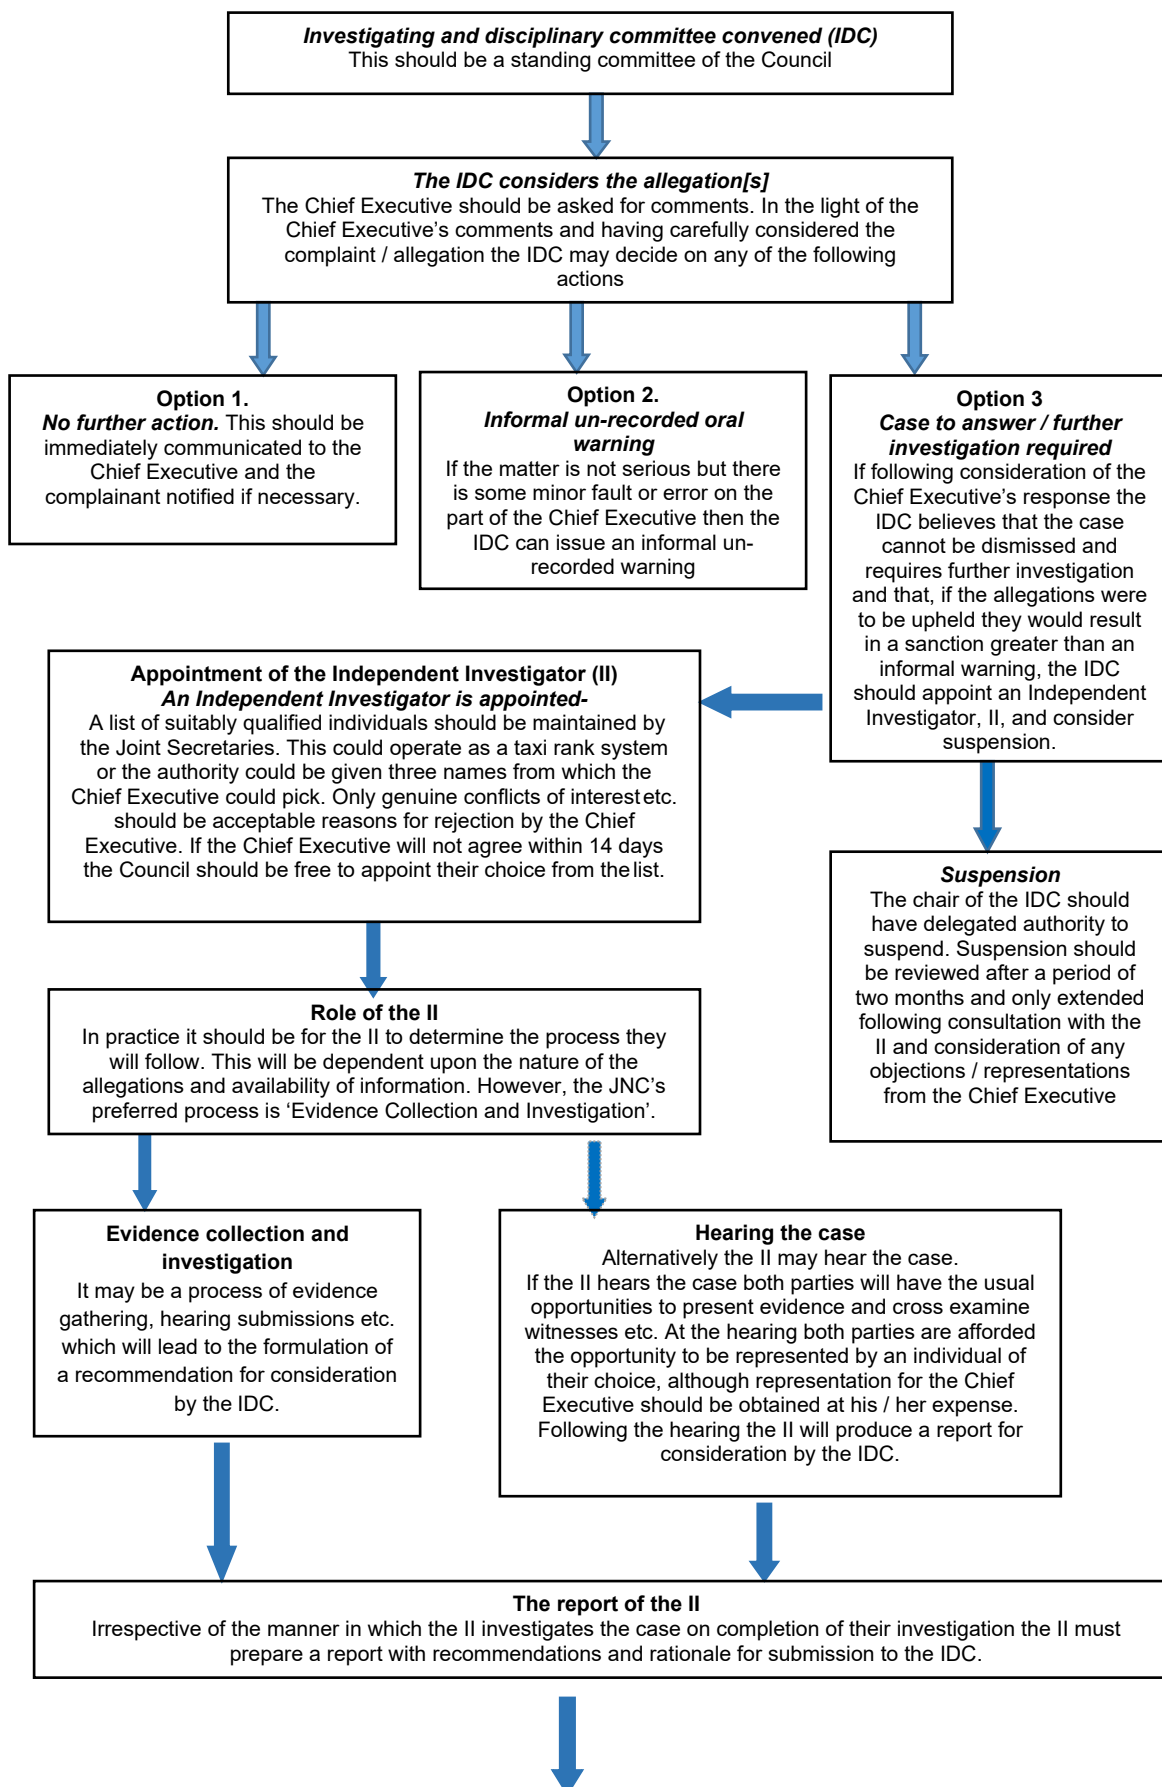 Investigating and disciplinary committee convened (IDC)
This should be a standing committee of the Council
The IDC considers the allegation[s]
The Chief Executive should be asked for comments. In the light of the
Chief Executive’s comments and having carefully considered the
complaint / allegation the IDC may decide on any of the following
actions
Option 1.
No further action. This should be
immediately communicated to the
Chief Executive and the
complainant notified if necessary.
Option 2.
Informal un-recorded oral
warning
If the matter is not serious but there
is some minor fault or error on the
part of the Chief Executive then the
IDC can issue an informal un-
recorded warning
Option 3
Case to answer / further
investigation required
If following consideration of the
Chief Executive’s response the
IDC believes that the case
cannot be dismissed and
requires further investigation
and that, if the allegations were
to be upheld they would result
in a sanction greater than an
informal warning, the IDC
should appoint an Independent
Investigator, II, and consider
suspension.
Appointment of the Independent Investigator (II)
An Independent Investigator is appointed-
A list of suitably qualified individuals should be maintained by
the Joint Secretaries. This could operate as a taxi rank system
or the authority could be given three names from which the
Chief Executive could pick. Only genuine conflicts of interest etc.
should be acceptable reasons for rejection by the Chief
Executive. If the Chief Executive will not agree within 14 days
the Council should be free to appoint their choice from the list.
Suspension
The chair of the IDC should
have delegated authority to
suspend. Suspension should
be reviewed after a period of
two months and only extended
following consultation with the
II and consideration of any
objections / representations
from the Chief Executive
Role of the II
In practice it should be for the II to determine the process they
will follow. This will be dependent upon the nature of the
allegations and availability of information. However, the JNC’s
preferred process is ‘Evidence Collection and Investigation’.
Evidence collection and
investigation
It may be a process of evidence
gathering, hearing submissions etc.
which will lead to the formulation of
a recommendation for consideration
by the IDC.
Hearing the case
Alternatively the II may hear the case.
If the II hears the case both parties will have the usual
opportunities to present evidence and cross examine
witnesses etc. At the hearing both parties are afforded
the opportunity to be represented by an individual of
their choice, although representation for the Chief
Executive should be obtained at his / her expense.
Following the hearing the II will produce a report for
consideration by the IDC.
The report of the II
Irrespective of the manner in which the II investigates the case on completion of their investigation the II must
prepare a report with recommendations and rationale for submission to the IDC.